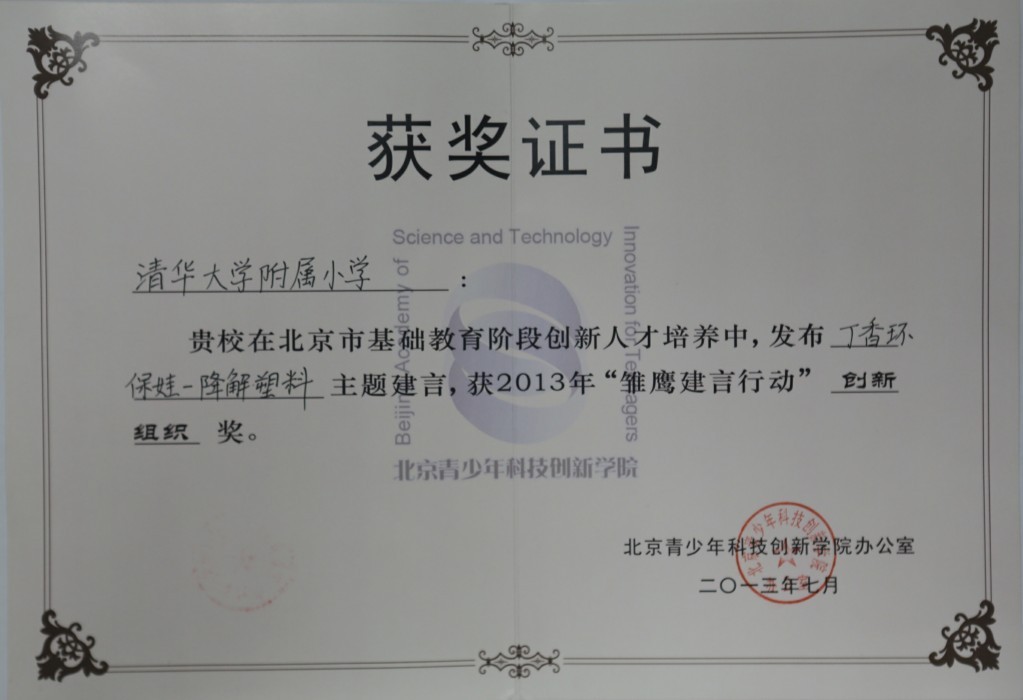 获奖证书
Science and Technology
Innovation for Teenagers
Beijing Academy of
清华大学附属小学：
贵校在北京市基础教育阶段创新人才培养中，发布 丁香环
保娃-降解塑料 主题建言，获2013年“雏鹰建言行动” 创新
组织 奖。
北京青少年科技创新学院
北京青少年科技创新学院办公室
二〇一三年七月